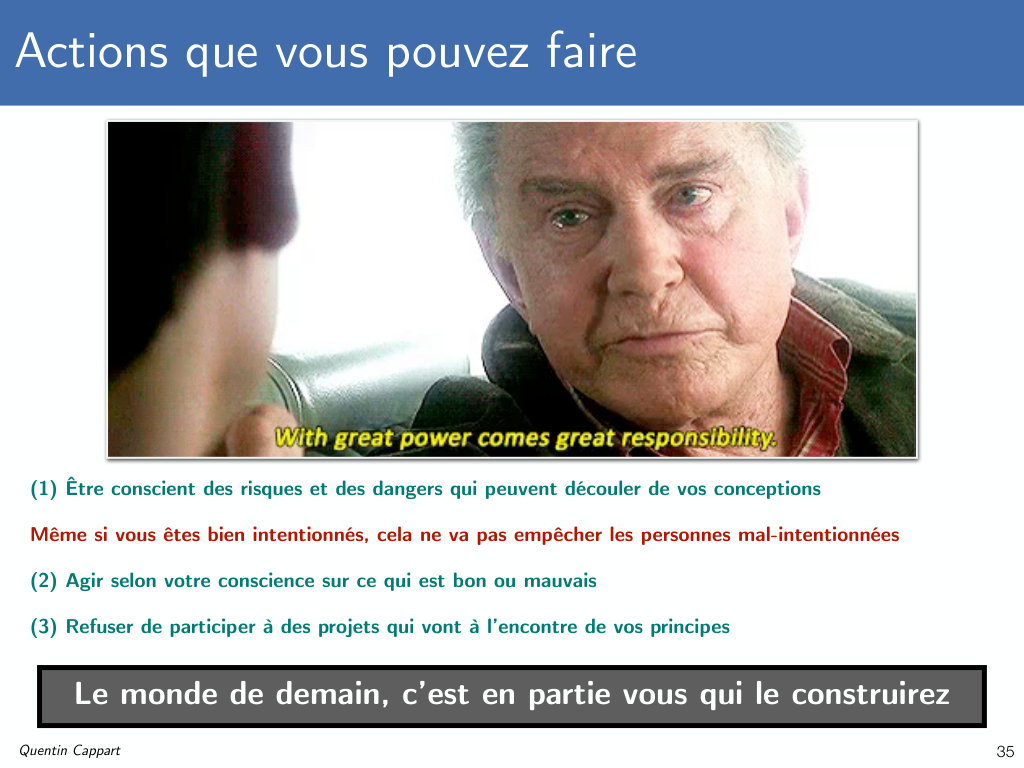 Actions que vous pouvez faire
With great power comes great responsibility.
(1) Être conscient des risques et des dangers qui peuvent découler de vos conceptions
Même si vous êtes bien intentionnés, cela ne va pas empêcher les personnes mal-intentionnées
(2) Agir selon votre conscience sur ce qui est bon ou mauvais
(3) Refuser de participer à des projets qui vont à l'encontre de vos principes
Le monde de demain, c'est en partie vous qui le construirez
Quentin Cappart
35